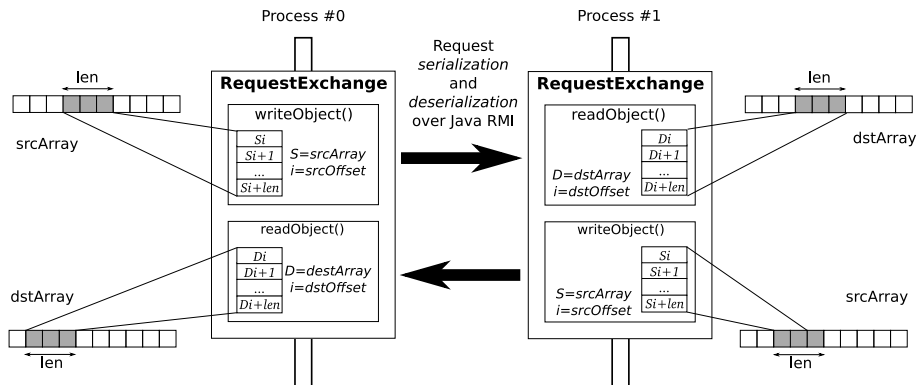 Process #0
Process #1
Request
serialization
and
deserialization
over Java RMI
len
srcArray
RequestExchange
writeObject()
Si
Si+1
...
Si+len
S=srcArray
i=srcOffset
readObject()
Di
Di+1
...
Di+len
D=destArray
i=dstOffset
dstArray
len
RequestExchange
readObject()
Di
Di+1
...
Di+len
D=dstArray
i=dstOffset
writeObject()
Si
Si+1
...
Si+len
S=srcArray
i=srcOffset
len
dstArray
srcArray
len